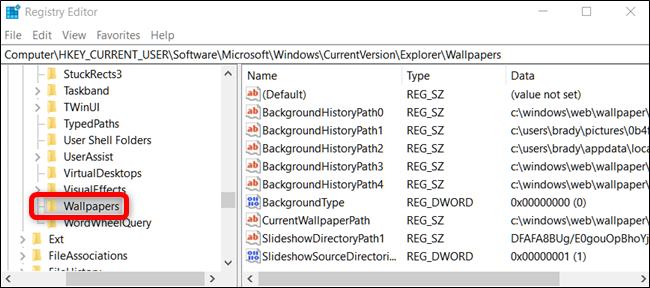 Registry Editor
File Edit View Favorites Help
Computer\HKEY_CURRENT_USER\Software\Microsoft\Windows\CurrentVersion\Explorer\Wallpapers
StuckRects3
Taskband
TWinUI
TypedPaths
User Shell Folders
UserAssist
VirtualDesktops
VisualEffects
Wallpapers
WordWheelQuery
Ext
FileAssociations
FileHistory
Name Type Data
(Default) REG_SZ (value not set)
BackgroundHistoryPath0 REG_SZ c:\windows\web\wallpaper\
BackgroundHistoryPath1 REG_SZ c:\users\brady\pictures\0b4f
BackgroundHistoryPath2 REG_SZ c:\users\brady\appdata\loca
BackgroundHistoryPath3 REG_SZ c:\windows\web\wallpaper\
BackgroundHistoryPath4 REG_SZ c:\windows\web\wallpaper\
BackgroundType REG_DWORD 0x00000000 (0)
CurrentWallpaperPath REG_SZ c:\windows\web\wallpaper\
SlideshowDirectoryPath1 REG_SZ DFAFA8BUg/E0gouOpBhoYj
SlideshowSourceDirectori... REG_DWORD 0x00000001 (1)